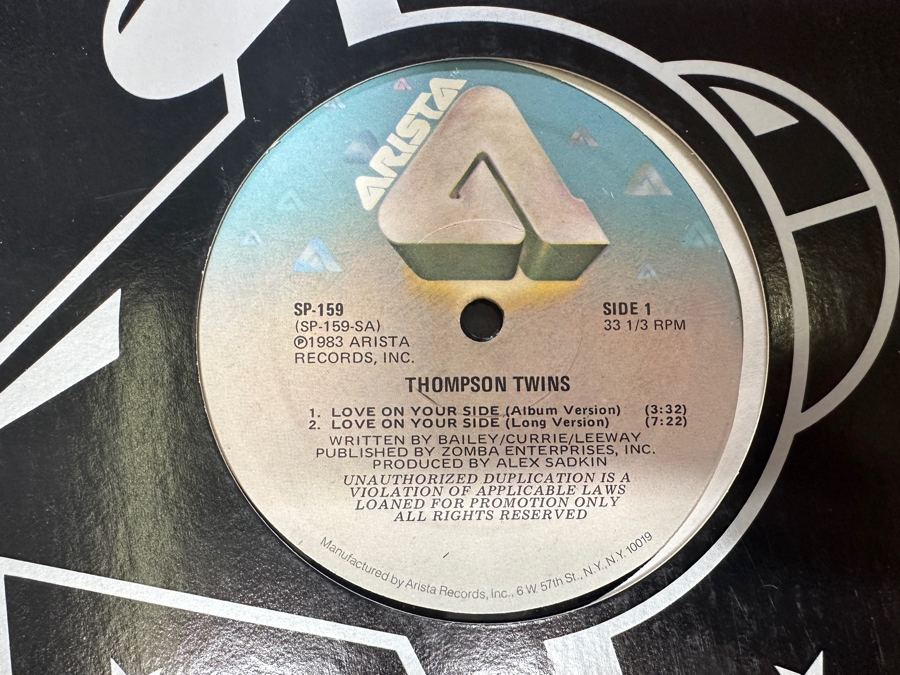 ARISTA
SP-159
(SP-159-SA)
Ⓟ1983 ARISTA
RECORDS, INC.
SIDE 1
33 1/3 RPM
THOMPSON TWINS
1. LOVE ON YOUR SIDE (Album Version) (3:32)
2. LOVE ON YOUR SIDE (Long Version) (7:22)
WRITTEN BY BAILEY/CURRIE/LEEWAY
PUBLISHED BY ZOMBA ENTERPRISES, INC.
PRODUCED BY ALEX SADKIN
UNAUTHORIZED DUPLICATION IS A
VIOLATION OF APPLICABLE LAWS
LOANED FOR PROMOTION ONLY
ALL RIGHTS RESERVED
Manufactured by Arista Records, Inc., 6 W. 57th St., N.Y., N.Y. 10019